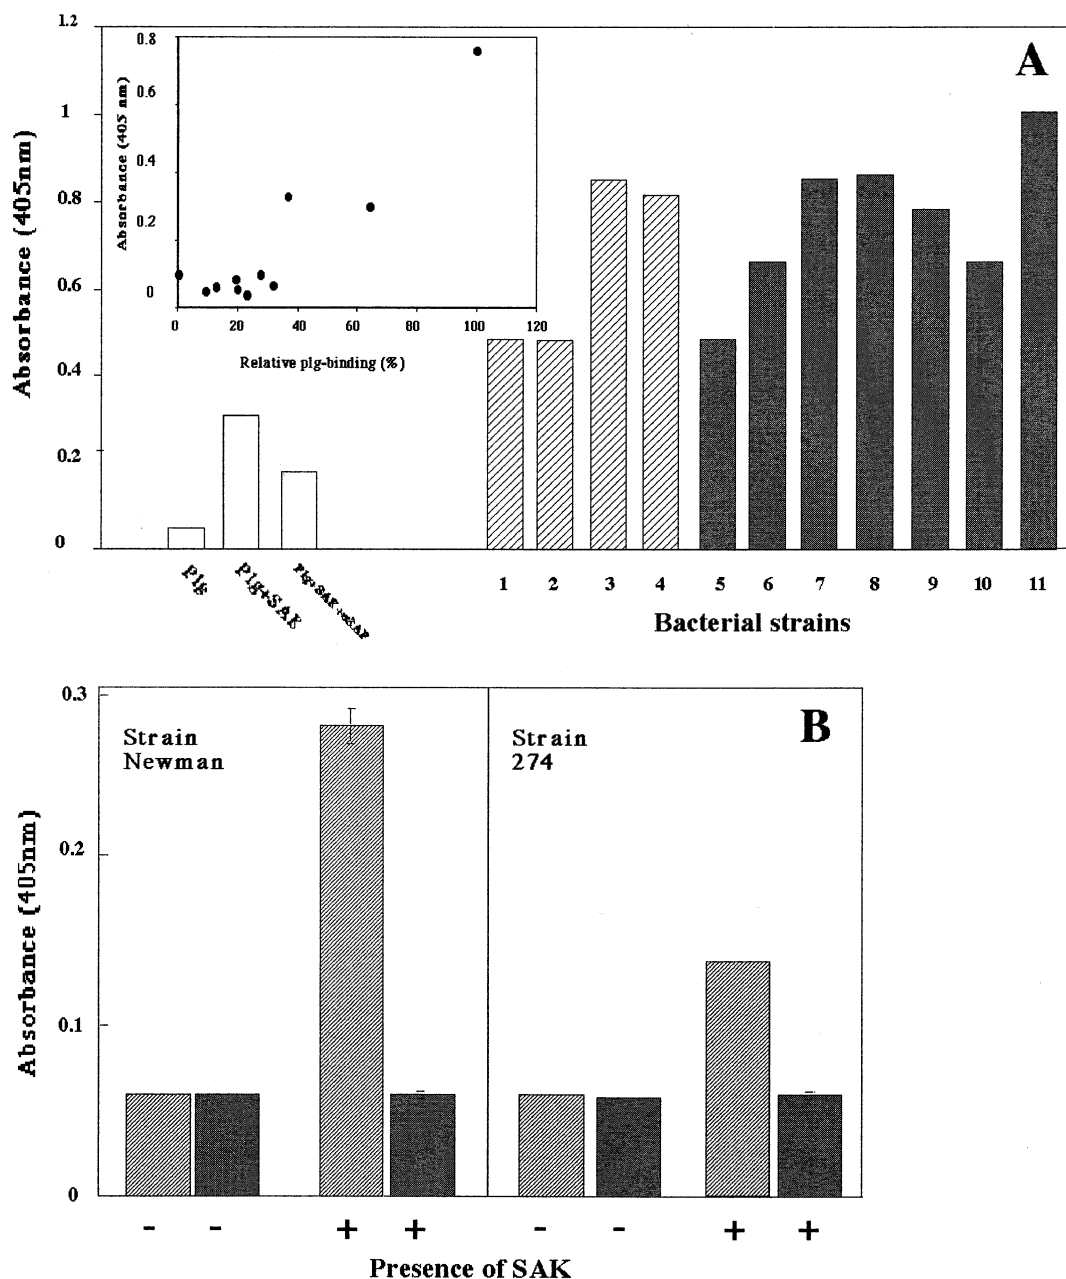 A
Absorbance (405nm)
1.2
1
0.8
0.6
0.4
0.2
0
Absorbance (405 nm)
0.8
0.6
0.4
0.2
0
0 20 40 60 80 100 120
Relative plg-binding (%)
Plg
Plg+SAK
1 2 3 4 5 6 7 8 9 10 11
Bacterial strains
B
Absorbance (405nm)
0.3
0.2
0.1
0
Strain
Newman
Strain
274
- - + + - - + +
Presence of SAK